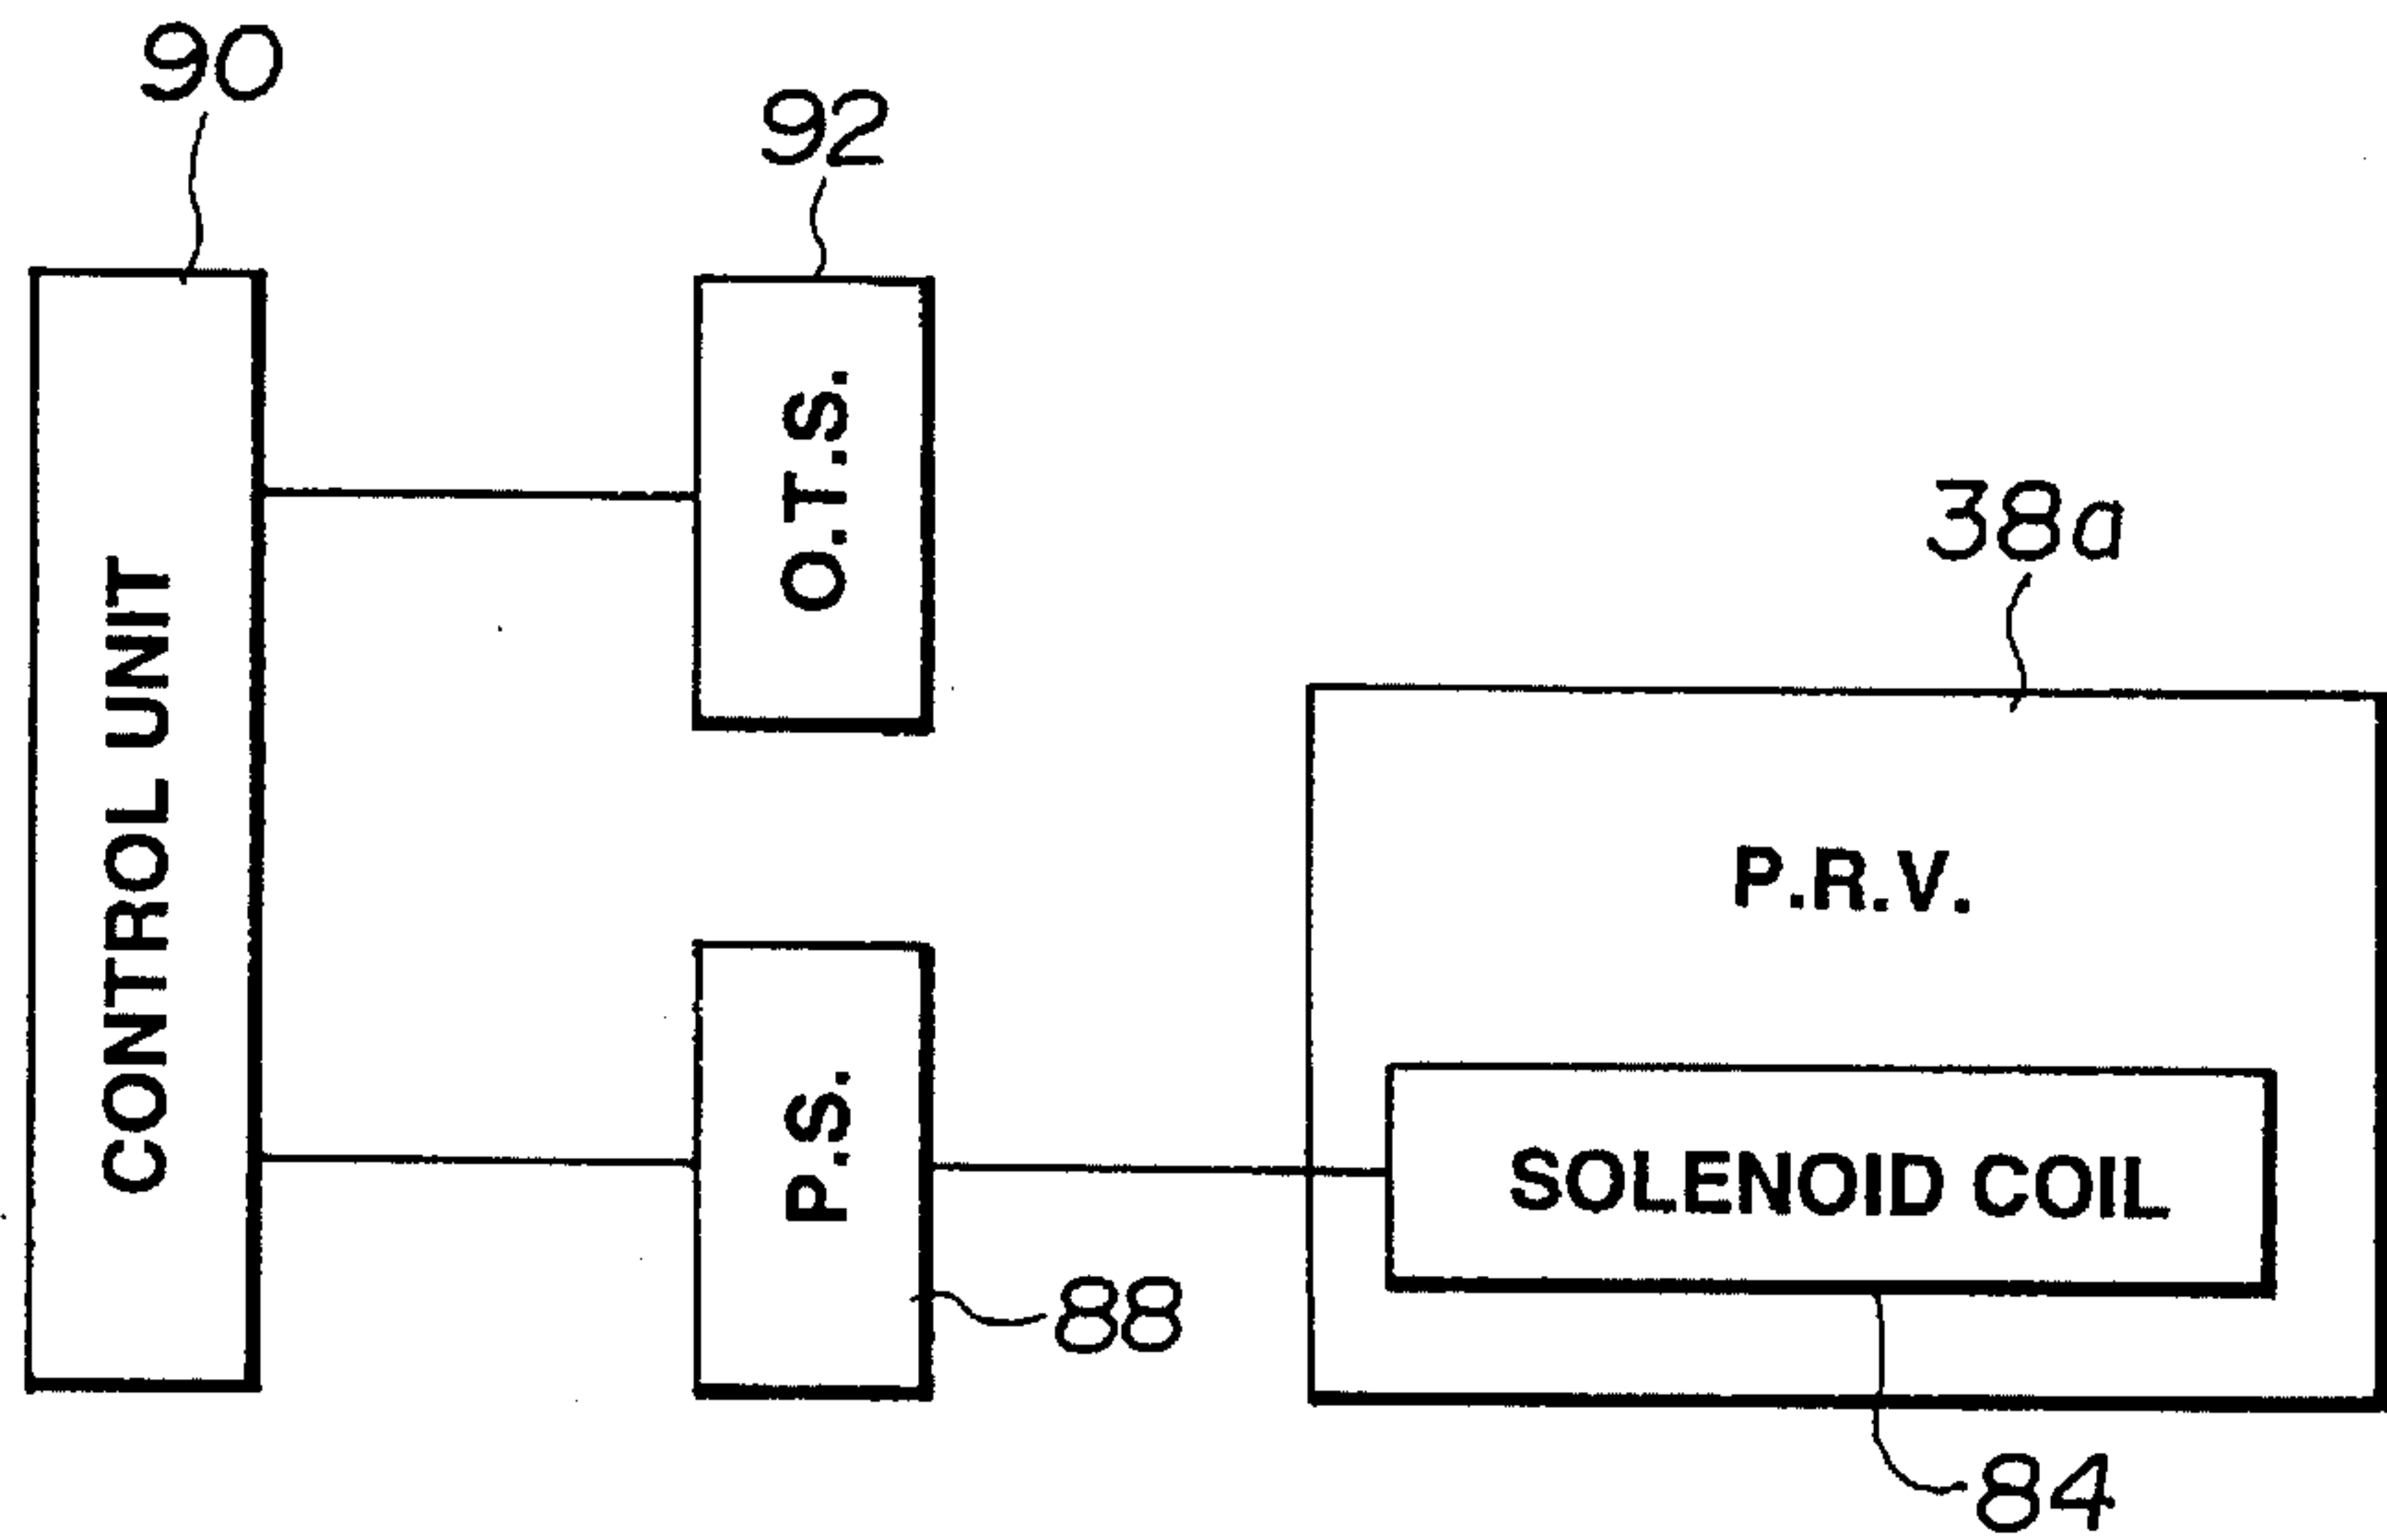 90
92
38a
CONTROL UNIT
O.T.S.
P.R.V.
P.S.
SOLENOID COIL
88
84